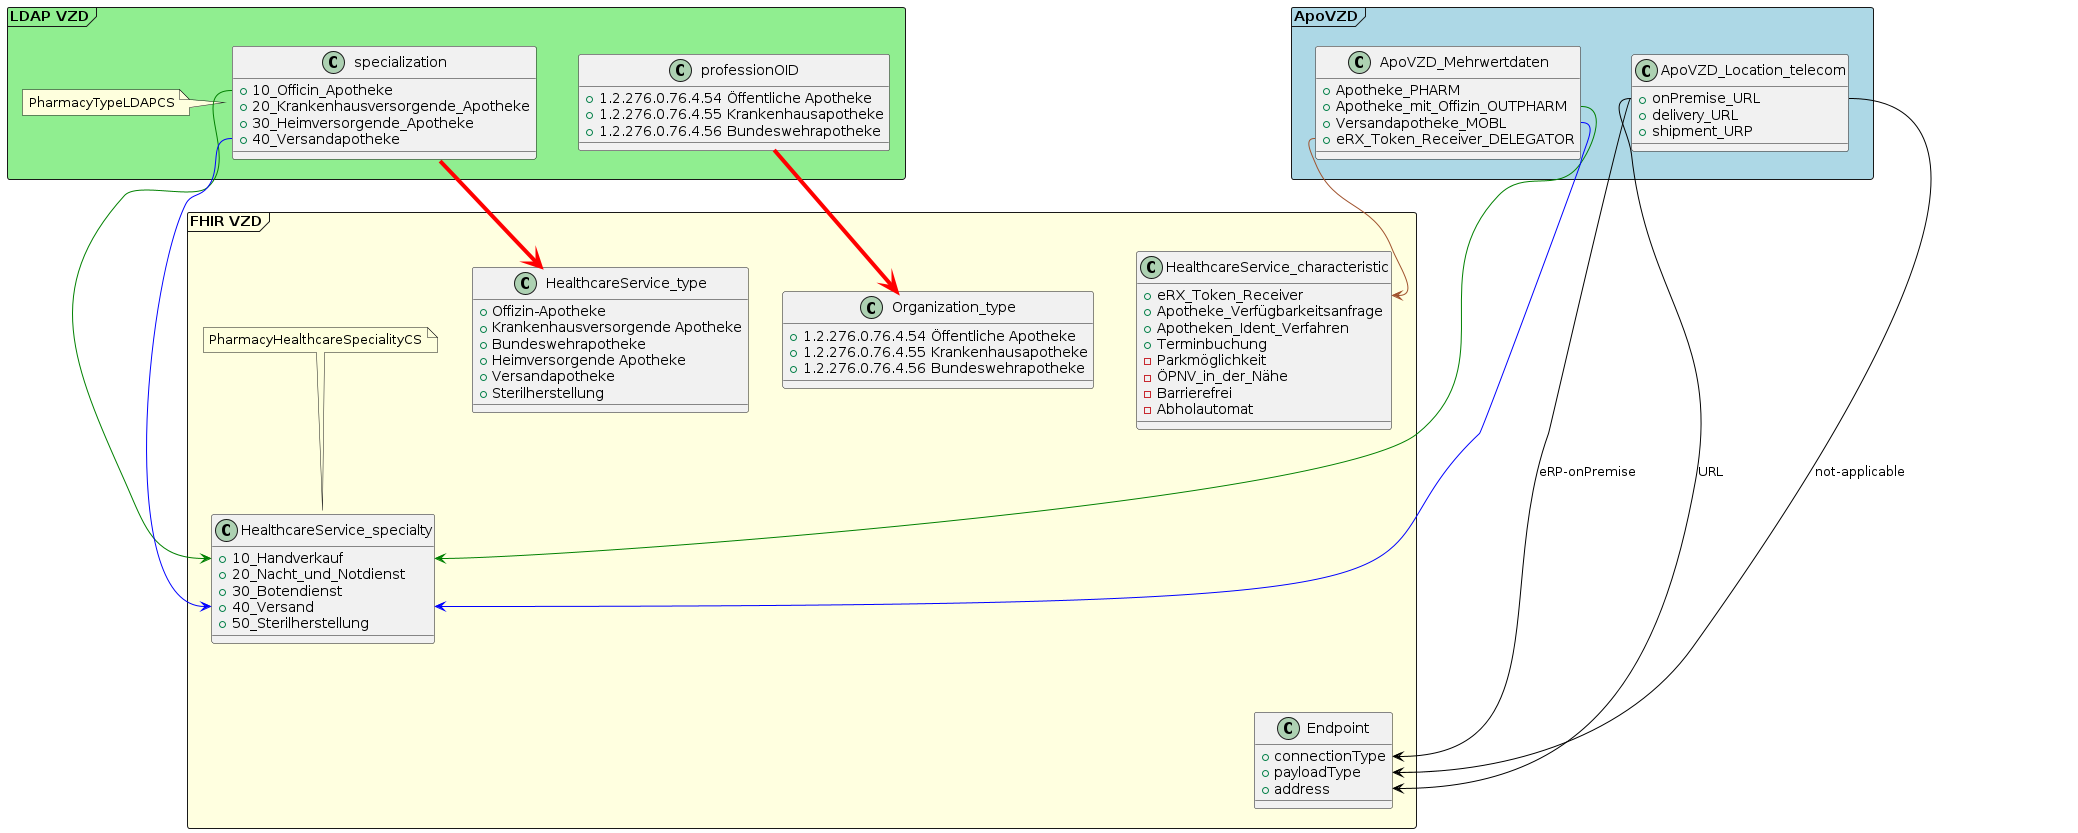 LDAP VZD
C specialization
10_Officin_Apotheke
20_Krankenhausversorgende_Apotheke
30_Heimversorgende_Apotheke
40_Versandapotheke
PharmacyTypeLDAPCS
C professionOID
1.2.276.0.76.4.54 Öffentliche Apotheke
1.2.276.0.76.4.55 Krankenhausapotheke
1.2.276.0.76.4.56 Bundeswehrapotheke
ApoVZD
C ApoVZD_Mehrwertdaten
Apotheke_PHARM
Apotheke_mit_Offizin_OUTPHARM
Versandapotheke_MOBL
eRX_Token_Receiver_DELEGATOR
C ApoVZD_Location_telecom
onPremise_URL
delivery_URL
shipment_URP
FHIR VZD
C HealthcareService_type
Offizin-Apotheke
Krankenhausversorgende Apotheke
Bundeswehrapotheke
Heimversorgende Apotheke
Versandapotheke
Sterilherstellung
C Organization_type
1.2.276.0.76.4.54 Öffentliche Apotheke
1.2.276.0.76.4.55 Krankenhausapotheke
1.2.276.0.76.4.56 Bundeswehrapotheke
C HealthcareService_characteristic
eRX_Token_Receiver
Apotheke_Verfügbarkeitsanfrage
Apotheken_Ident_Verfahren
Terminbuchung
Parkmöglichkeit
ÖPNV_in_der_Nähe
Barrierefrei
Abholautomat
PharmacyHealthcareSpecialityCS
eRP-onPremise
URL
not-applicable
C HealthcareService_specialty
10_Handverkauf
20_Nacht_und_Notdienst
30_Botendienst
40_Versand
50_Sterilherstellung
C Endpoint
connectionType
payloadType
address